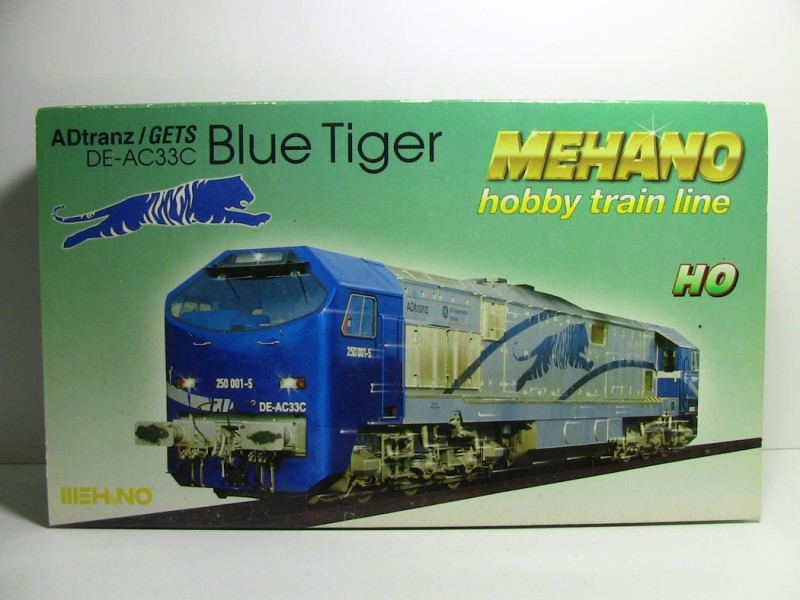 ADtranz/GETS
DE-AC33C Blue Tiger
MEHANO
hobby train line
HO
ADtranz
250 001-5
250 001-5
DE-AC33C
MEHANO